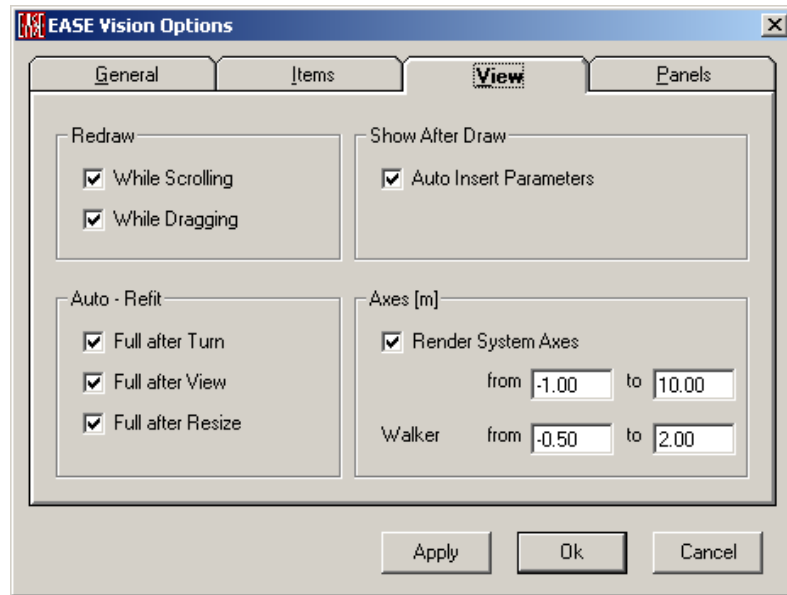 EASE Vision Options
General Items View Panels
Redraw
While Scrolling
While Dragging
Show After Draw
Auto Insert Parameters
Auto - Refit
Full after Turn
Full after View
Full after Resize
Axes [m]
Render System Axes
from -1.00 to 10.00
Walker from -0.50 to 2.00
Apply Ok Cancel